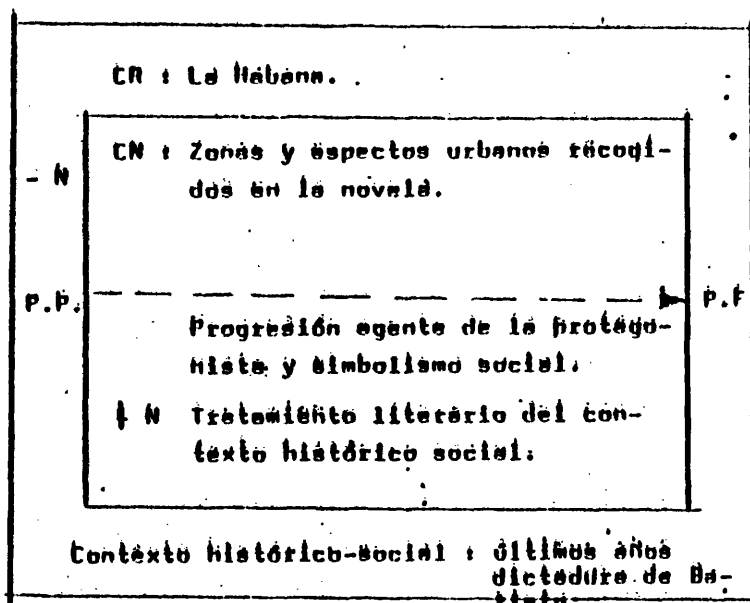 CR : La Habana.
CN : Zonas y aspectos urbanos recogi-
- N
dos en la novela.
P.P. P.F
Progresión agente de la protago-
nista y simbolismo social.
+ N Tratamiento literario del con-
texto histórico social.
Contexto histórico-social : últimos años
dictadura de Ba-
tista.